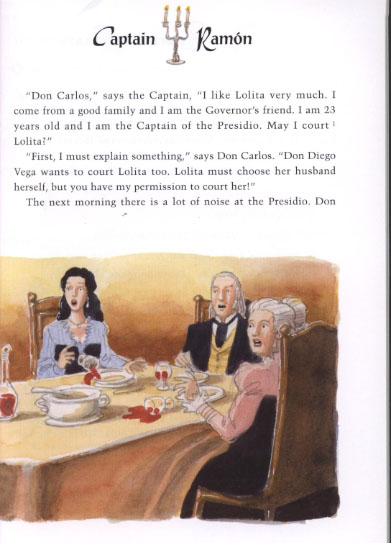 Captain Ramón
"Don Carlos," says the Captain, "I like Lolita very much. I
come from a good family and I am the Governor's friend. I am 23
years old and I am the Captain of the Presidio. May I court ¹
Lolita?"
"First, I must explain something," says Don Carlos. "Don Diego
Vega wants to court Lolita too. Lolita must choose her husband
herself, but you have my permission to court her!"
The next morning there is a lot of noise at the Presidio. Don